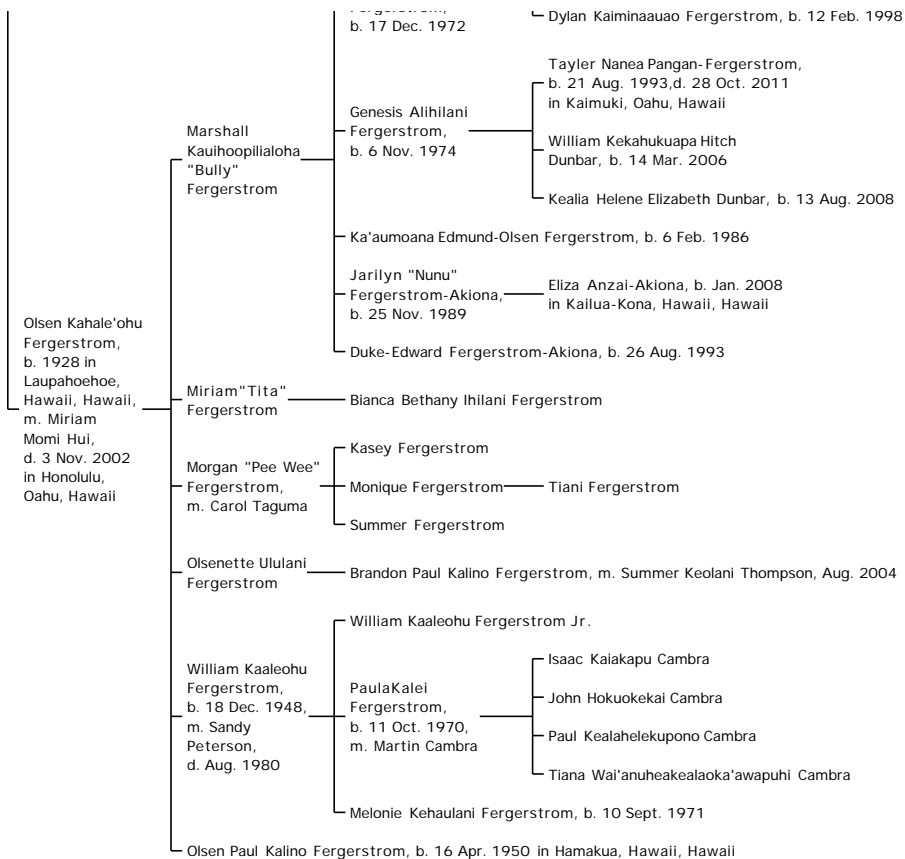 Fergerstrom,
b. 17 Dec. 1972
Dylan Kaiminaauao Fergerstrom, b. 12 Feb. 1998
Tayler Nanea Pangan-Fergerstrom,
b. 21 Aug. 1993,d. 28 Oct. 2011
in Kaimuki, Oahu, Hawaii
Genesis Alihilani
Fergerstrom,
b. 6 Nov. 1974
William Kekahukuapa Hitch
Dunbar, b. 14 Mar. 2006
Kealia Helene Elizabeth Dunbar, b. 13 Aug. 2008
Marshall
Kauihoopilialoha
"Bully"
Fergerstrom
Ka'aumoana Edmund-Olsen Fergerstrom, b. 6 Feb. 1986
Jarilyn "Nunu"
Fergerstrom-Akiona,
b. 25 Nov. 1989
Eliza Anzai-Akiona, b. Jan. 2008
in Kailua-Kona, Hawaii, Hawaii
Duke-Edward Fergerstrom-Akiona, b. 26 Aug. 1993
Olsen Kahale'ohu
Fergerstrom,
b. 1928 in
Laupahoehoe,
Hawaii, Hawaii,
m. Miriam
Momi Hui,
d. 3 Nov. 2002
in Honolulu,
Oahu, Hawaii
Miriam"Tita"
Fergerstrom
Bianca Bethany Ihilani Fergerstrom
Morgan "Pee Wee"
Fergerstrom,
m. Carol Taguma
Kasey Fergerstrom
Monique Fergerstrom
Tiani Fergerstrom
Summer Fergerstrom
Olsenette Ululani
Fergerstrom
Brandon Paul Kalino Fergerstrom, m. Summer Keolani Thompson, Aug. 2004
William Kaaleohu
Fergerstrom,
b. 18 Dec. 1948,
m. Sandy
Peterson,
d. Aug. 1980
William Kaaleohu Fergerstrom Jr.
PaulaKalei
Fergerstrom,
b. 11 Oct. 1970,
m. Martin Cambra
Isaac Kaiakapu Cambra
John Hokuokekai Cambra
Paul Kealahelekupono Cambra
Tiana Wai'anuheakealaoka'awapuhi Cambra
Melonie Kehaulani Fergerstrom, b. 10 Sept. 1971
Olsen Paul Kalino Fergerstrom, b. 16 Apr. 1950 in Hamakua, Hawaii, Hawaii